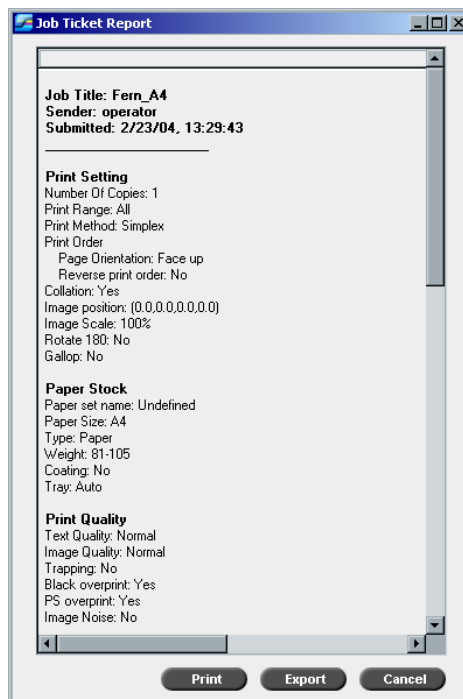 Job Ticket Report
Job Title: Fern_A4
Sender: operator
Submitted: 2/23/04, 13:29:43
Print Setting
Number Of Copies: 1
Print Range: All
Print Method: Simplex
Print Order
Page Orientation: Face up
Reverse print order: No
Collation: Yes
Image position: (0.0,0.0,0.0,0.0)
Image Scale: 100%
Rotate 180: No
Gallop: No
Paper Stock
Paper set name: Undefined
Paper Size: A4
Type: Paper
Weight: 81-105
Coating: No
Tray: Auto
Print Quality
Text Quality: Normal
Image Quality: Normal
Trapping: No
Black overprint: Yes
PS overprint: Yes
Image Noise: No
Print Export Cancel